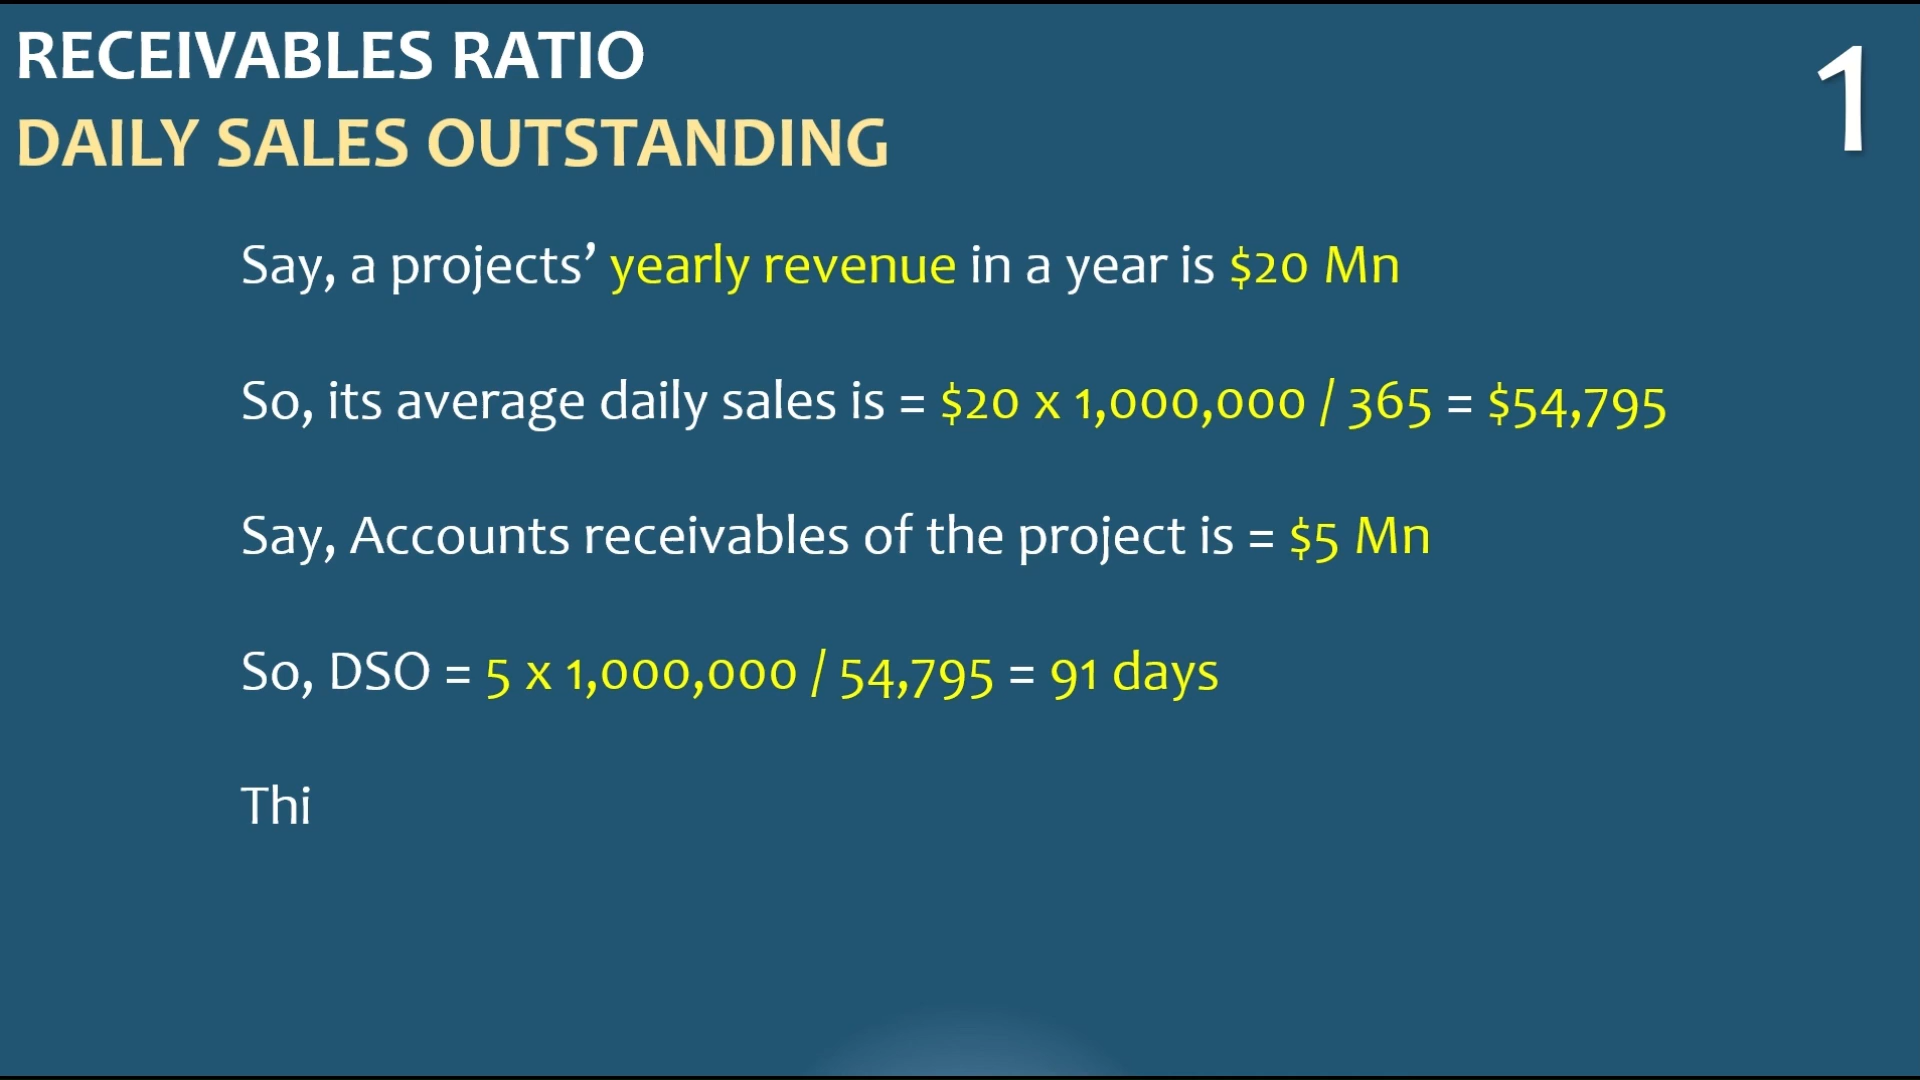 RECEIVABLES RATIO
1
DAILY SALES OUTSTANDING
Say, a projects’ yearly revenue in a year is $20 Mn
So, its average daily sales is = $20 x 1,000,000 / 365 = $54,795
Say, Accounts receivables of the project is = $5 Mn
So, DSO = 5 x 1,000,000 / 54,795 = 91 days
Thi